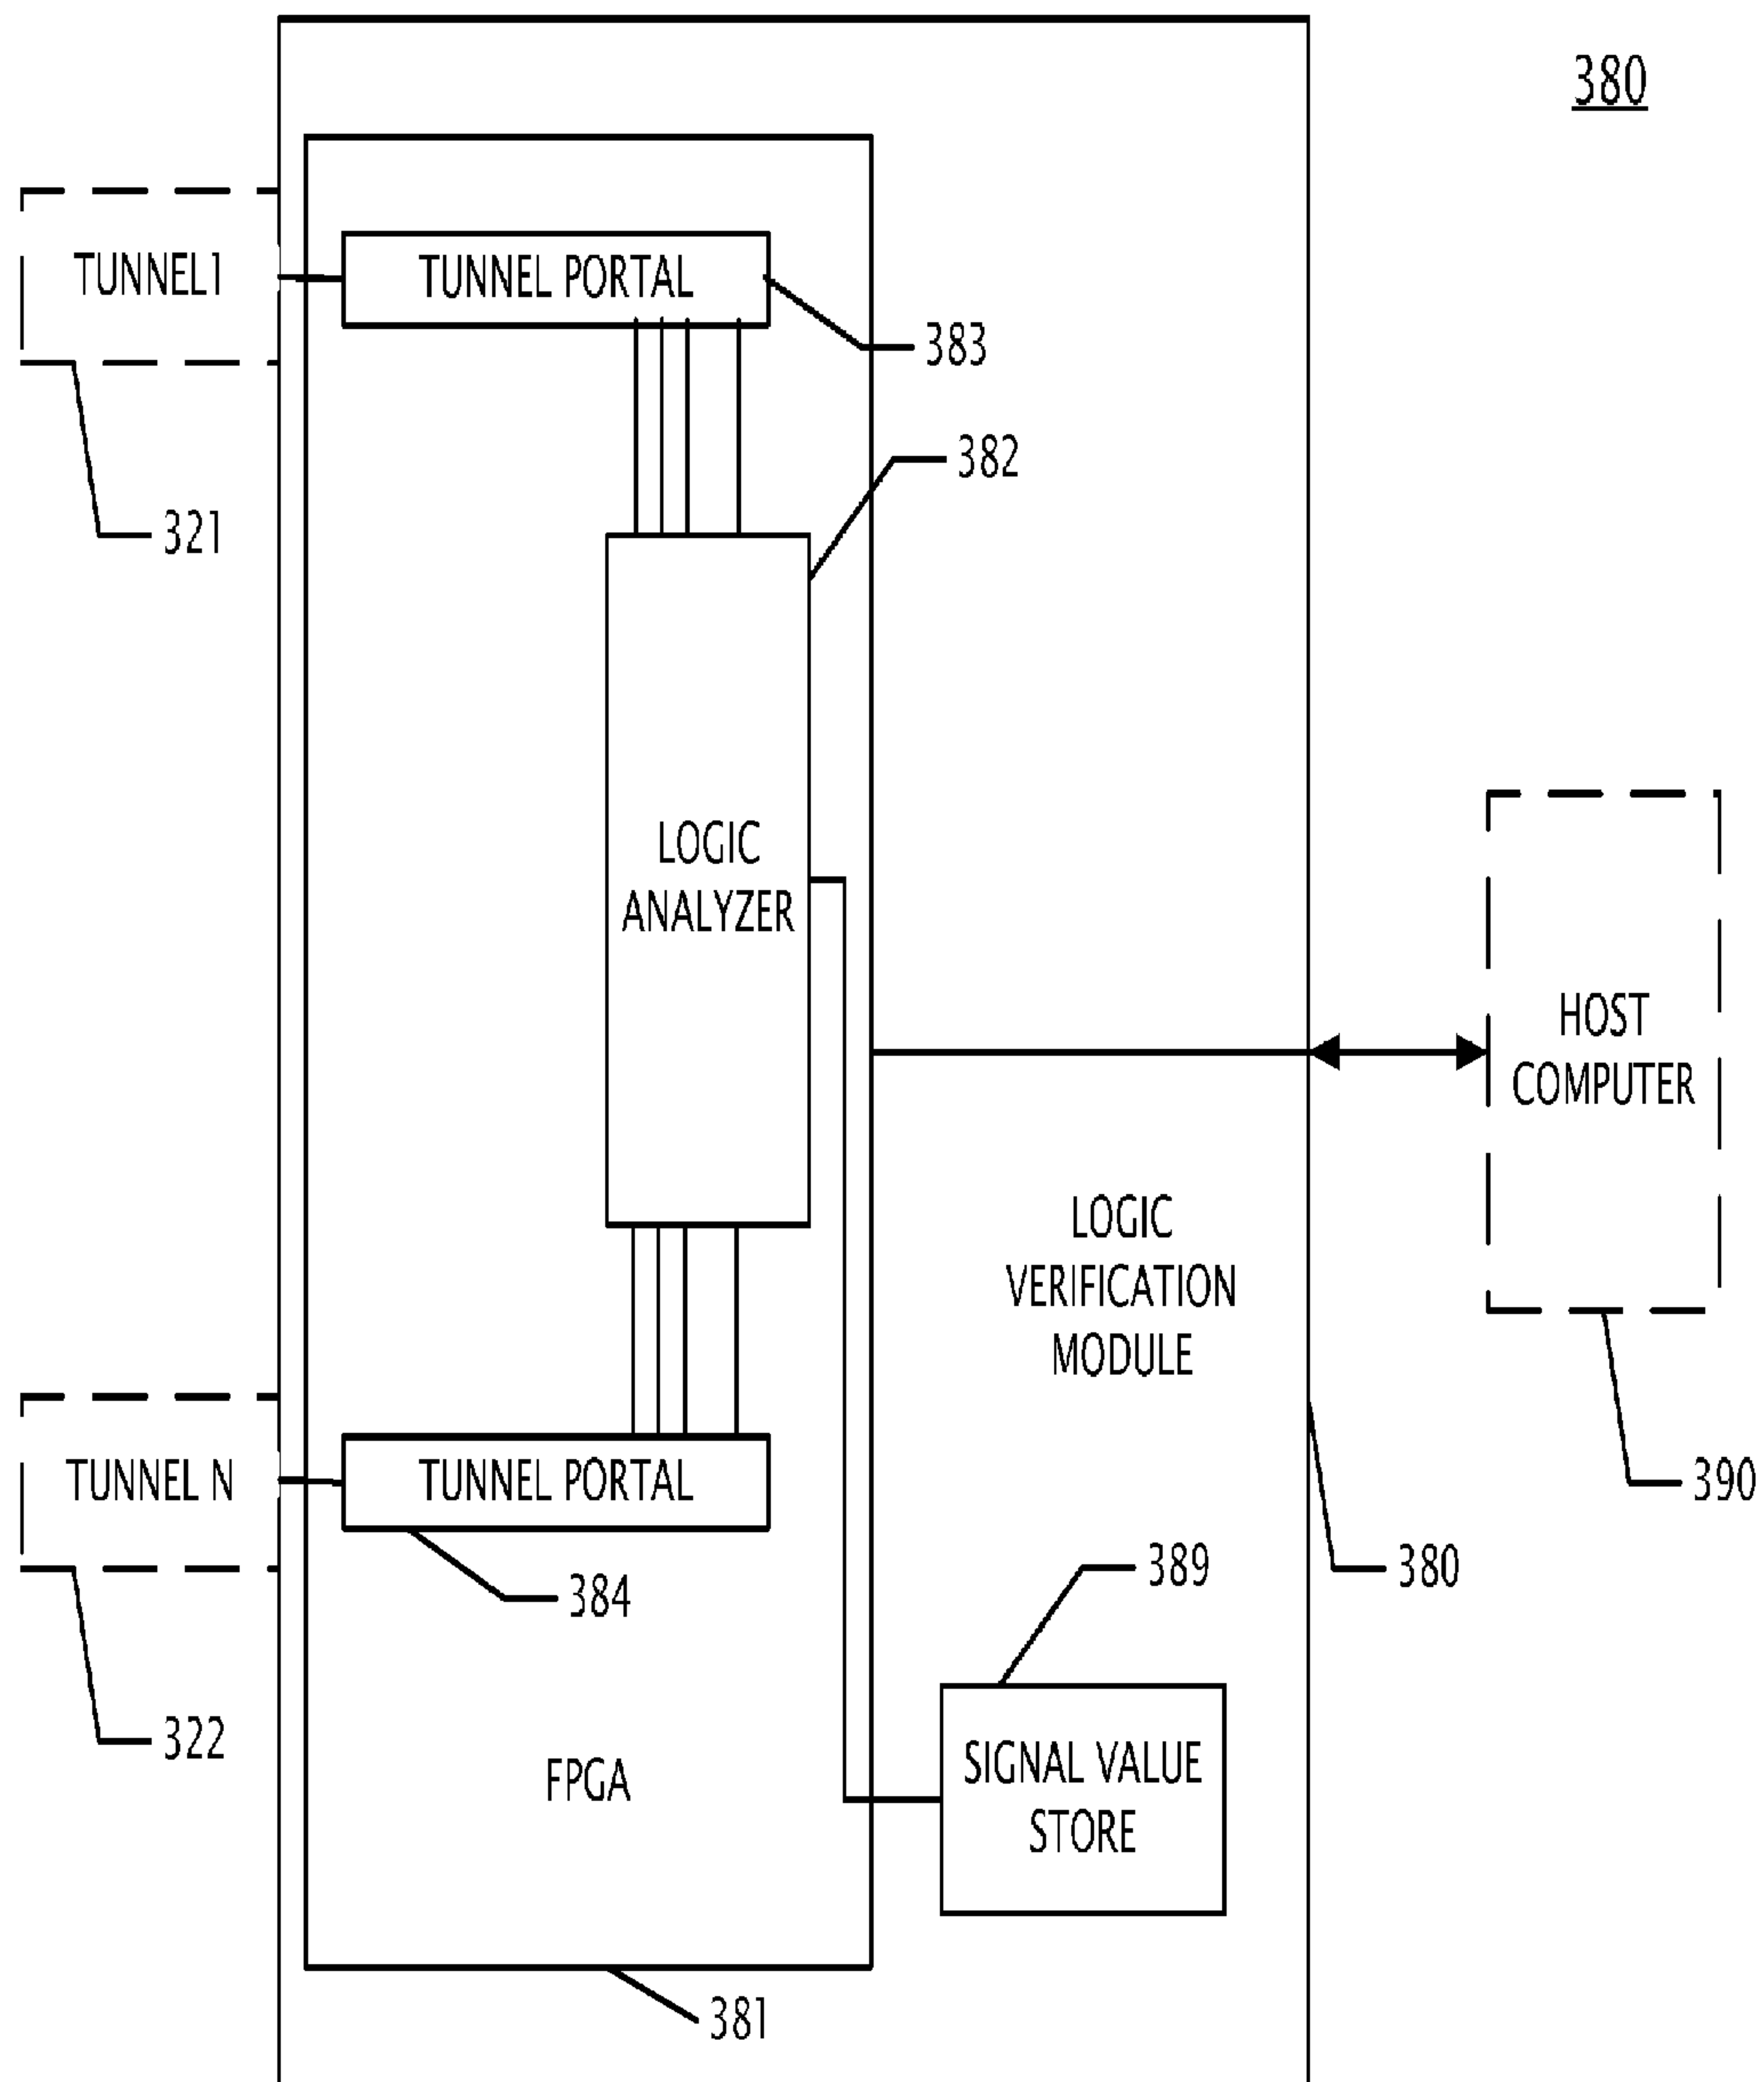 380
TUNNEL1
TUNNEL PORTAL
383
382
321
LOGIC
ANALYZER
HOST
COMPUTER
LOGIC
VERIFICATION
MODULE
TUNNEL N
TUNNEL PORTAL
390
389
380
384
322
SIGNAL VALUE
STORE
FPGA
381